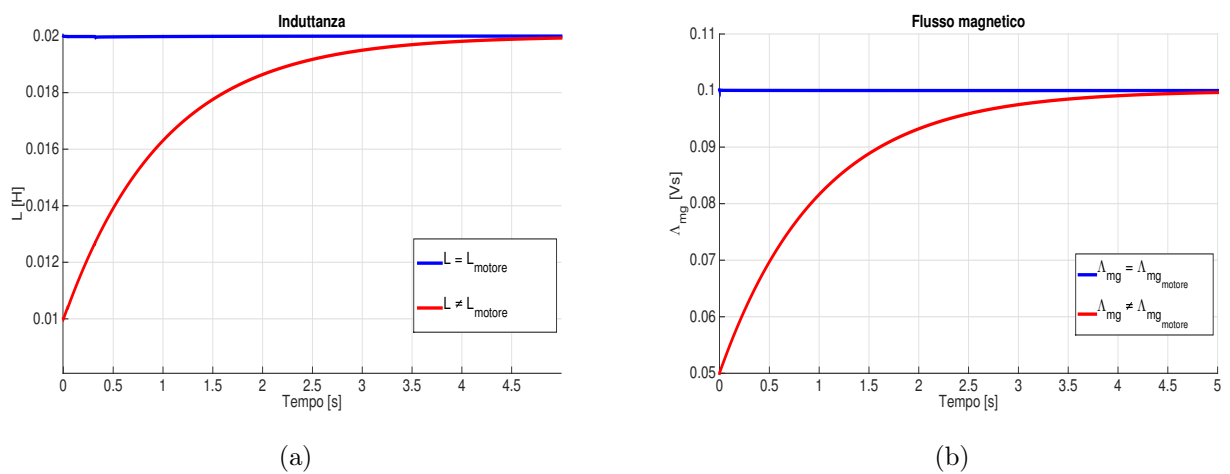 Induttanza
0.02
0.018
0.016
0.014
0.012
0.01
L [H]
L = L_motore
L ≠ L_motore
0 0.5 1 1.5 2 2.5 3 3.5 4 4.5
Tempo [s]
(a)
Flusso magnetico
0.11
0.1
0.09
0.08
0.07
0.06
0.05
Λ_mg [Vs]
Λ_mg = Λ_mg_motore
Λ_mg ≠ Λ_mg_motore
0 0.5 1 1.5 2 2.5 3 3.5 4 4.5 5
Tempo [s]
(b)